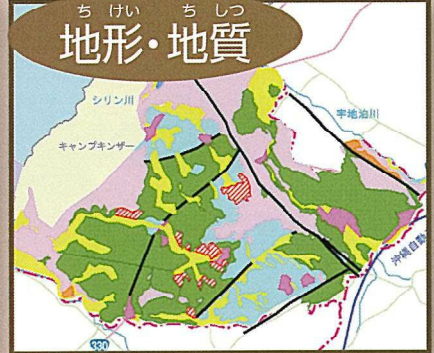 ち けい ち しつ
地形・地質
シリン川
宇地泊川
キャンプキンザー
沖縄自動
330